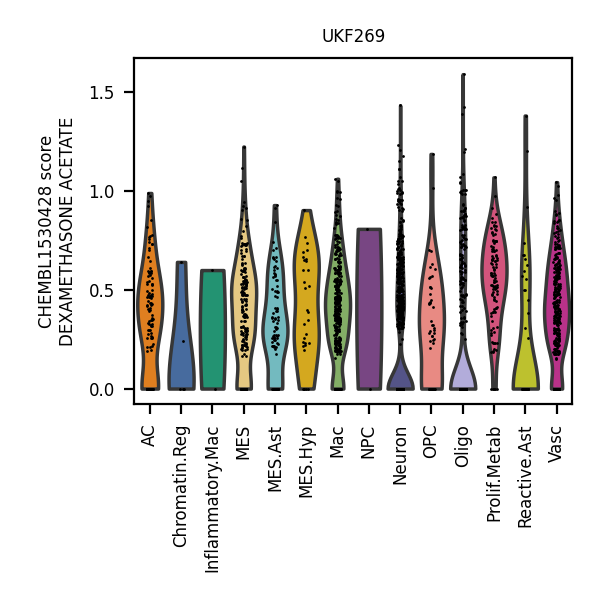 UKF269
CHEMBL1530428 score
DEXAMETHASONE ACETATE
1.5
1.0
0.5
0.0
AC
Chromatin.Reg
Inflammatory.Mac
MES
MES.Ast
MES.Hyp
Mac
NPC
Neuron
OPC
Oligo
Prolif.Metab
Reactive.Ast
Vasc